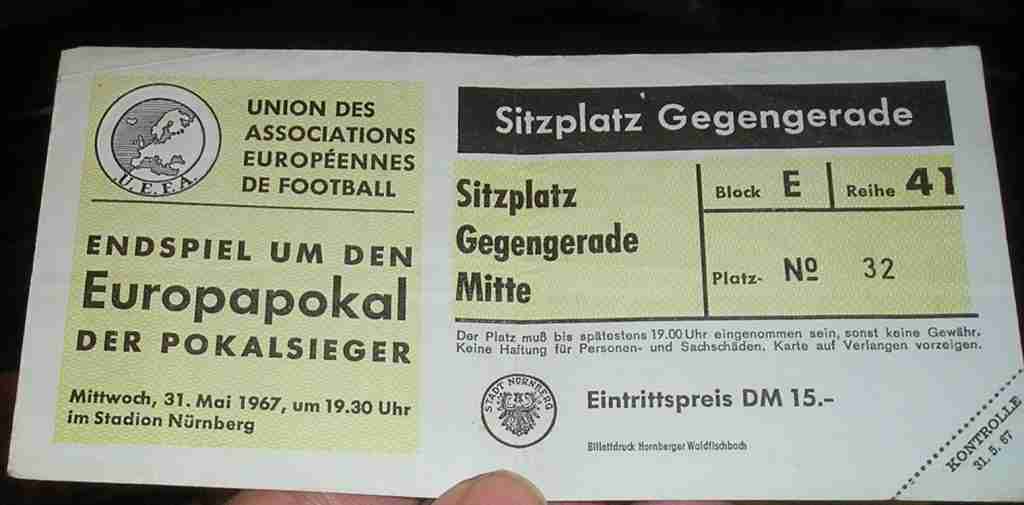 U.E.F.A.
UNION DES
ASSOCIATIONS
EUROPÉENNES
DE FOOTBALL
ENDSPIEL UM DEN
Europapokal
DER POKALSIEGER
Mittwoch, 31. Mai 1967, um 19.30 Uhr
im Stadion Nürnberg
Sitzplatz Gegengerade
Sitzplatz
Gegengerade
Mitte
Block E
Reihe 41
Platz- Nº 32
Der Platz muß bis spätestens 19.00 Uhr eingenommen sein, sonst keine Gewähr.
Keine Haftung für Personen- und Sachschäden. Karte auf Verlangen vorzeigen.
STADT NÜRNBERG
Eintrittspreis DM 15.-
Billettdruck Hornberger Waldfischbach
KONTROLLE
31. 5. 67